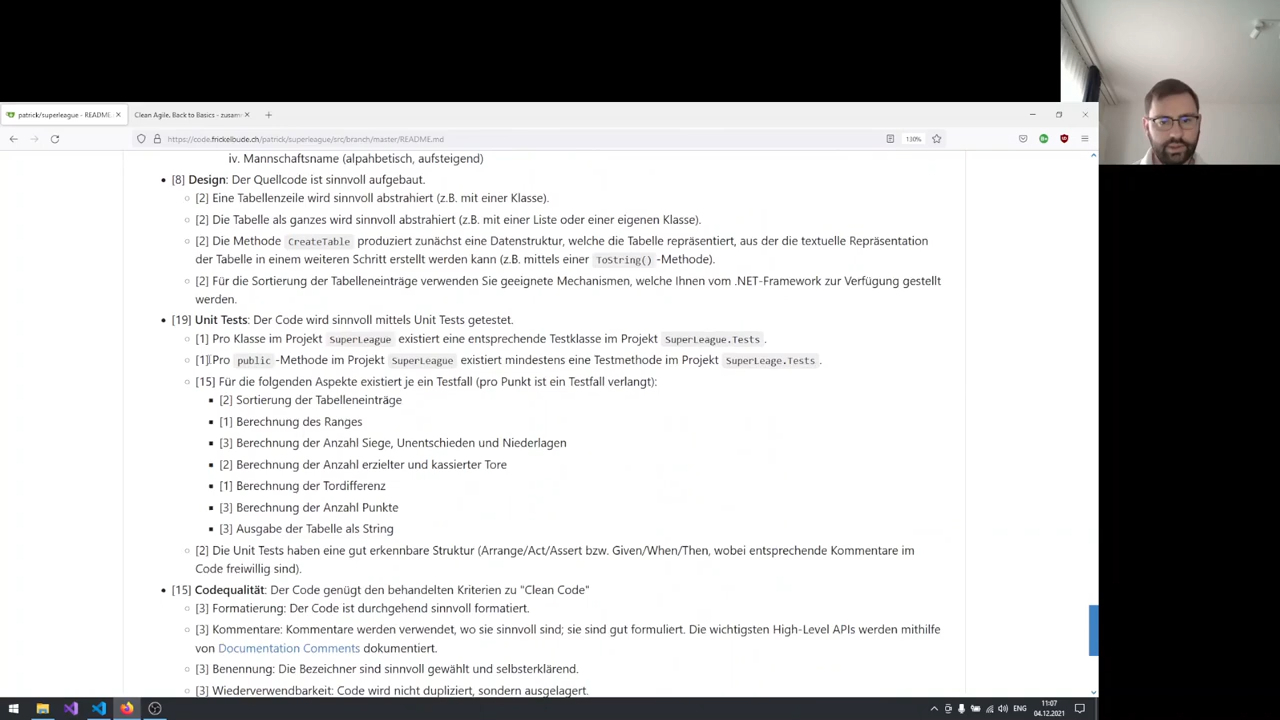 patrick/superleague - README.
Clean Agile, Back to Basics - zusam
https://code.frickelbude.ch/patrick/superleague/src/branch/master/README.md
130%
iv. Mannschaftsname (alpahbetisch, aufsteigend)
[8] Design: Der Quellcode ist sinnvoll aufgebaut.
[2] Eine Tabellenzeile wird sinnvoll abstrahiert (z.B. mit einer Klasse).
[2] Die Tabelle als ganzes wird sinnvoll abstrahiert (z.B. mit einer Liste oder einer eigenen Klasse).
[2] Die Methode CreateTable produziert zunächst eine Datenstruktur, welche die Tabelle repräsentiert, aus der die textuelle Repräsentation
der Tabelle in einem weiteren Schritt erstellt werden kann (z.B. mittels einer ToString() -Methode).
[2] Für die Sortierung der Tabelleneinträge verwenden Sie geeignete Mechanismen, welche Ihnen vom .NET-Framework zur Verfügung gestellt
werden.
[19] Unit Tests: Der Code wird sinnvoll mittels Unit Tests getestet.
[1] Pro Klasse im Projekt SuperLeague existiert eine entsprechende Testklasse im Projekt SuperLeague.Tests .
[1] Pro public -Methode im Projekt SuperLeague existiert mindestens eine Testmethode im Projekt SuperLeage.Tests .
[15] Für die folgenden Aspekte existiert je ein Testfall (pro Punkt ist ein Testfall verlangt):
[2] Sortierung der Tabelleneinträge
[1] Berechnung des Ranges
[3] Berechnung der Anzahl Siege, Unentschieden und Niederlagen
[2] Berechnung der Anzahl erzielter und kassierter Tore
[1] Berechnung der Tordifferenz
[3] Berechnung der Anzahl Punkte
[3] Ausgabe der Tabelle als String
[2] Die Unit Tests haben eine gut erkennbare Struktur (Arrange/Act/Assert bzw. Given/When/Then, wobei entsprechende Kommentare im
Code freiwillig sind).
[15] Codequalität: Der Code genügt den behandelten Kriterien zu "Clean Code"
[3] Formatierung: Der Code ist durchgehend sinnvoll formatiert.
[3] Kommentare: Kommentare werden verwendet, wo sie sinnvoll sind; sie sind gut formuliert. Die wichtigsten High-Level APIs werden mithilfe
von Documentation Comments dokumentiert.
[3] Benennung: Die Bezeichner sind sinnvoll gewählt und selbsterklärend.
[3] Wiederverwendbarkeit: Code wird nicht dupliziert, sondern ausgelagert.
ENG
11:07
04.12.2021